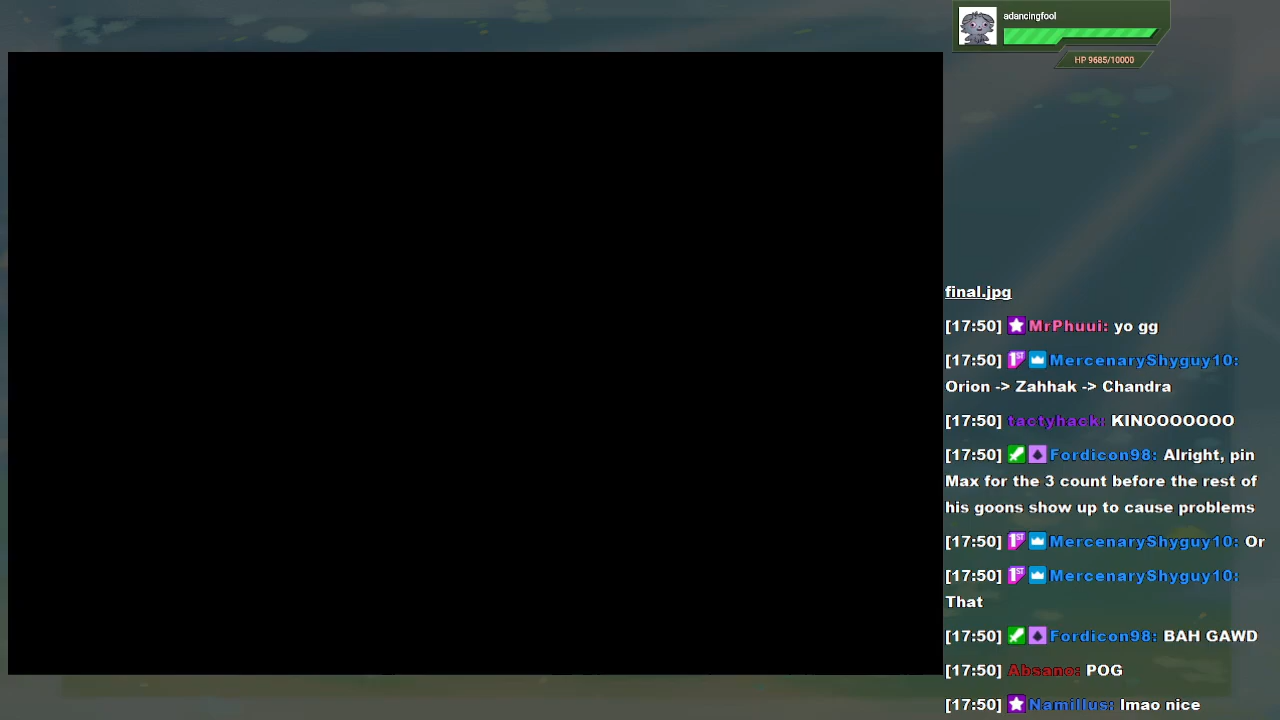 adancingfool
HP 9685/10000
final.jpg
[17:50] MrPhuui: yo gg
[17:50] 1ST MercenaryShyguy10:
Orion -> Zahhak -> Chandra
[17:50] tactyhack: KINOOOOOOO
[17:50] Fordicon98: Alright, pin
Max for the 3 count before the rest of
his goons show up to cause problems
[17:50] 1ST MercenaryShyguy10: Or
[17:50] 1ST MercenaryShyguy10:
That
[17:50] Fordicon98: BAH GAWD
[17:50] Absano: POG
[17:50] Namillus: lmao nice